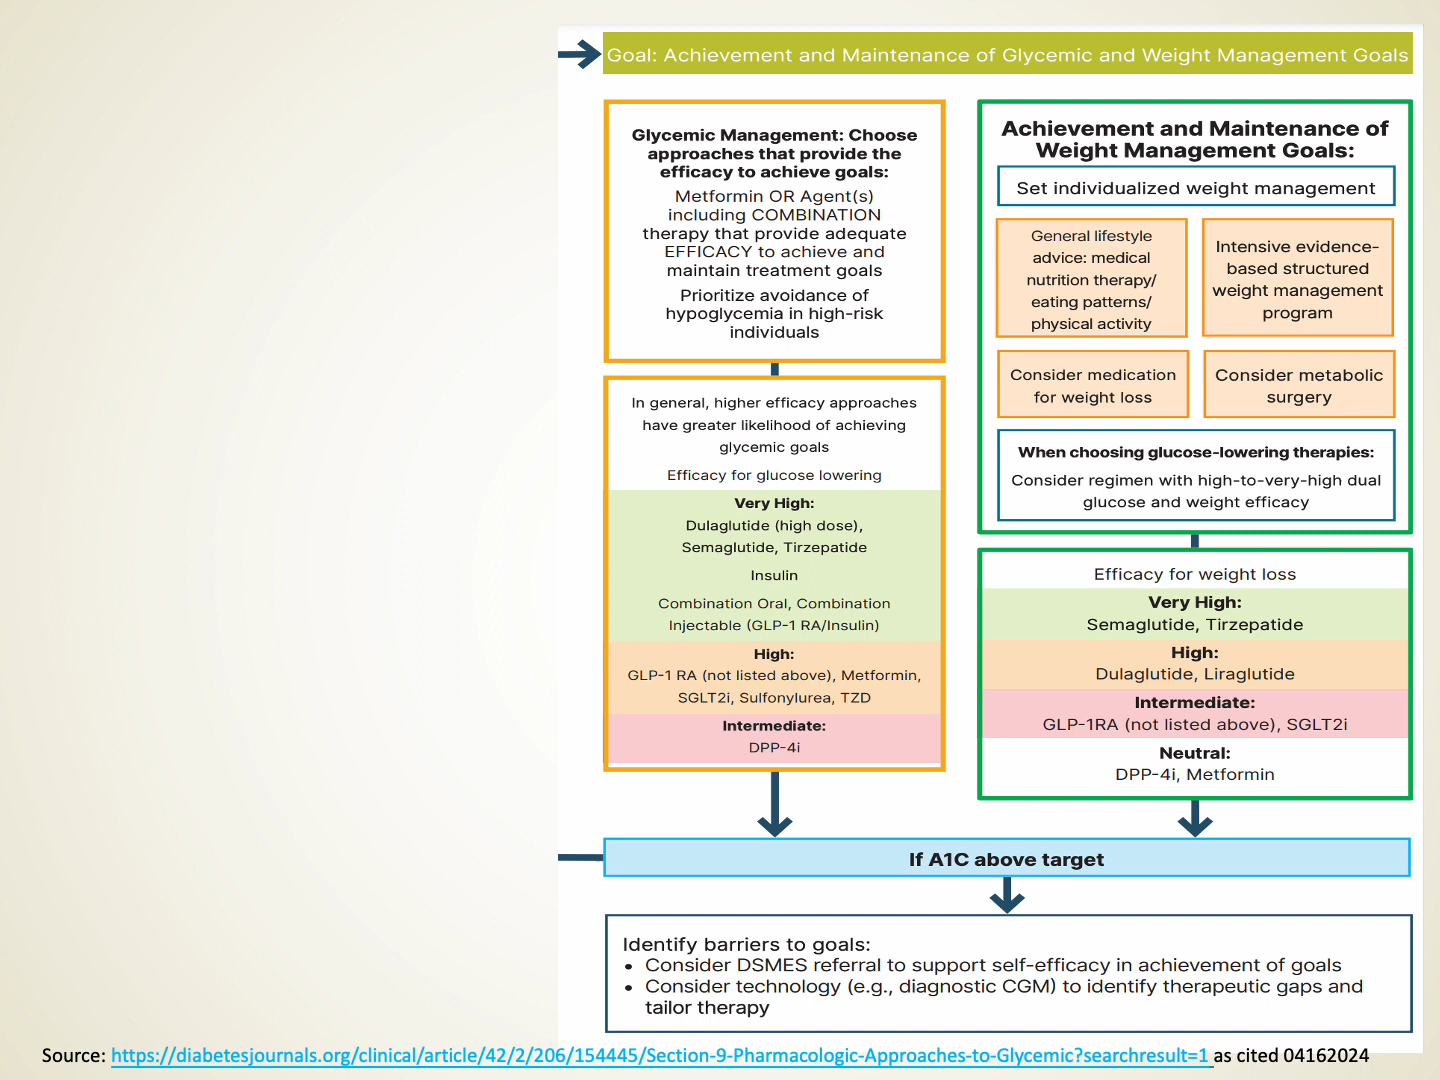 Goal: Achievement and Maintenance of Glycemic and Weight Management Goals
Glycemic Management: Choose
approaches that provide the
efficacy to achieve goals:
Metformin OR Agent(s)
including COMBINATION
therapy that provide adequate
EFFICACY to achieve and
maintain treatment goals
Prioritize avoidance of
hypoglycemia in high-risk
individuals
In general, higher efficacy approaches
have greater likelihood of achieving
glycemic goals
Efficacy for glucose lowering
Very High:
Dulaglutide (high dose),
Semaglutide, Tirzepatide
Insulin
Combination Oral, Combination
Injectable (GLP-1 RA/Insulin)
High:
GLP-1 RA (not listed above), Metformin,
SGLT2i, Sulfonylurea, TZD
Intermediate:
DPP-4i
Achievement and Maintenance of
Weight Management Goals:
Set individualized weight management
General lifestyle
advice: medical
nutrition therapy/
eating patterns/
physical activity
Intensive evidence-
based structured
weight management
program
Consider medication
for weight loss
Consider metabolic
surgery
When choosing glucose-lowering therapies:
Consider regimen with high-to-very-high dual
glucose and weight efficacy
Efficacy for weight loss
Very High:
Semaglutide, Tirzepatide
High:
Dulaglutide, Liraglutide
Intermediate:
GLP-1RA (not listed above), SGLT2i
Neutral:
DPP-4i, Metformin
If A1C above target
Identify barriers to goals:
• Consider DSMES referral to support self-efficacy in achievement of goals
• Consider technology (e.g., diagnostic CGM) to identify therapeutic gaps and
tailor therapy
Source: https://diabetesjournals.org/clinical/article/42/2/206/154445/Section-9-Pharmacologic-Approaches-to-Glycemic?searchresult=1 as cited 04162024